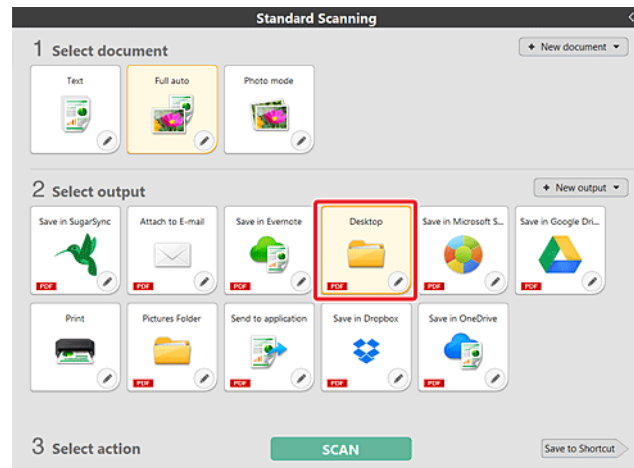 Standard Scanning
1 Select document
+ New document
Text
Full auto
Photo mode
2 Select output
+ New output
Save in SugarSync
PDF
Attach to E-mail
PDF
Save in Evernote
PDF
Desktop
PDF
Save in Microsoft S...
PDF
Save in Google Dri...
PDF
Print
Pictures Folder
PDF
Send to application
PDF
Save in Dropbox
PDF
Save in OneDrive
PDF
3 Select action
SCAN
Save to Shortcut